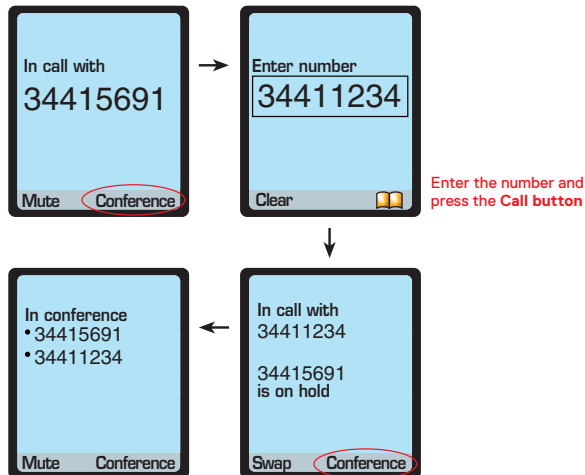 In call with
34415691
Mute Conference
Enter number
34411234
Clear
Enter the number and
press the Call button
In call with
34411234
34415691
is on hold
Swap Conference
In conference
• 34415691
• 34411234
Mute Conference